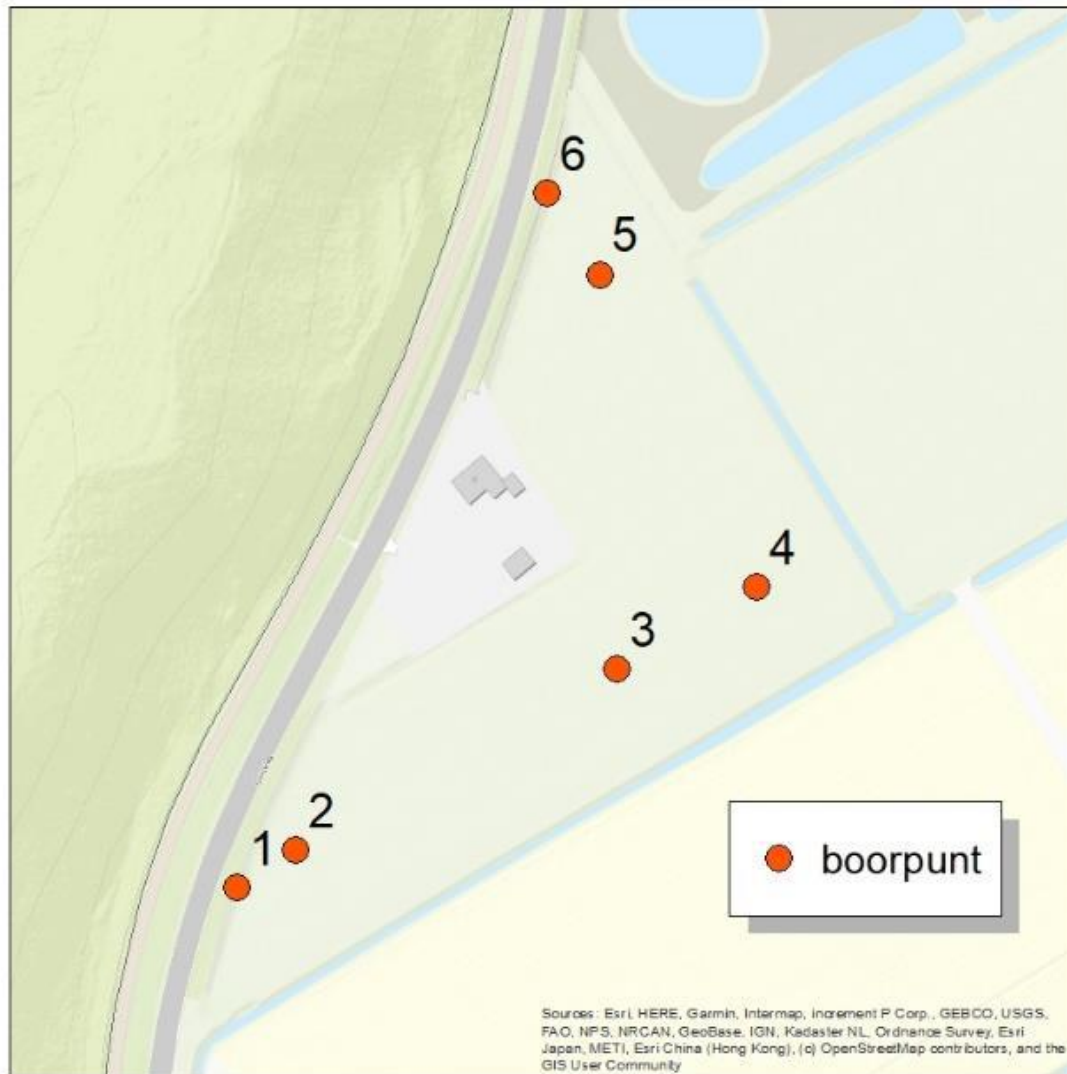 6
5
4
3
2
1
boorpunt
Sources: Esri, HERE, Garmin, Intermap, increment P Corp., GEBCO, USGS,
FAO, NPS, NRCAN, GeoBase, IGN, Kadaster NL, Ordnance Survey, Esri
Japan, METI, Esri China (Hong Kong), (c) OpenStreetMap contributors, and the
GIS User Community